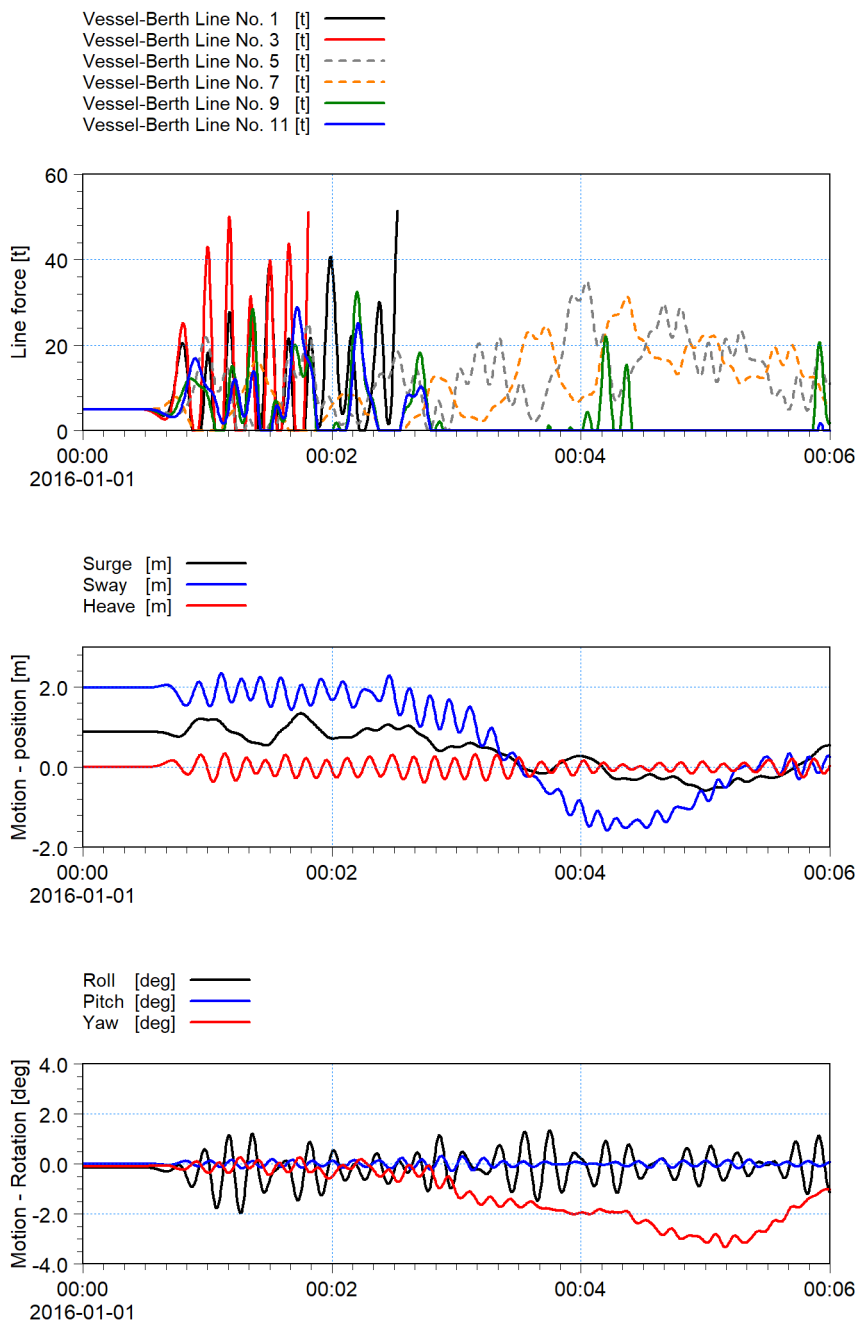 Vessel-Berth Line No. 1 [t]
Vessel-Berth Line No. 3 [t]
Vessel-Berth Line No. 5 [t]
Vessel-Berth Line No. 7 [t]
Vessel-Berth Line No. 9 [t]
Vessel-Berth Line No. 11 [t]
Line force [t]
60
40
20
0
00:00 00:02 00:04 00:06
2016-01-01
Surge [m]
Sway [m]
Heave [m]
Motion - position [m]
2.0
0.0
-2.0
00:00 00:02 00:04 00:06
2016-01-01
Roll [deg]
Pitch [deg]
Yaw [deg]
Motion - Rotation [deg]
4.0
2.0
0.0
-2.0
-4.0
00:00 00:02 00:04 00:06
2016-01-01